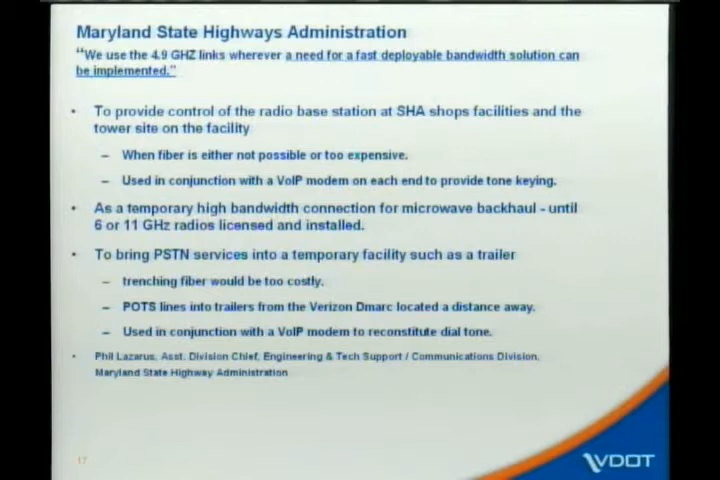 Maryland State Highways Administration
"We use the 4.9 GHZ links wherever a need for a fast deployable bandwidth solution can
be implemented."
• To provide control of the radio base station at SHA shops facilities and the
tower site on the facility
– When fiber is either not possible or too expensive.
– Used in conjunction with a VoIP modem on each end to provide tone keying.
• As a temporary high bandwidth connection for microwave backhaul - until
6 or 11 GHz radios licensed and installed.
• To bring PSTN services into a temporary facility such as a trailer
– trenching fiber would be too costly.
– POTS lines into trailers from the Verizon Dmarc located a distance away.
– Used in conjunction with a VoIP modem to reconstitute dial tone.
• Phil Lazarus, Asst. Division Chief, Engineering & Tech Support / Communications Division,
Maryland State Highway Administration
17
VDOT